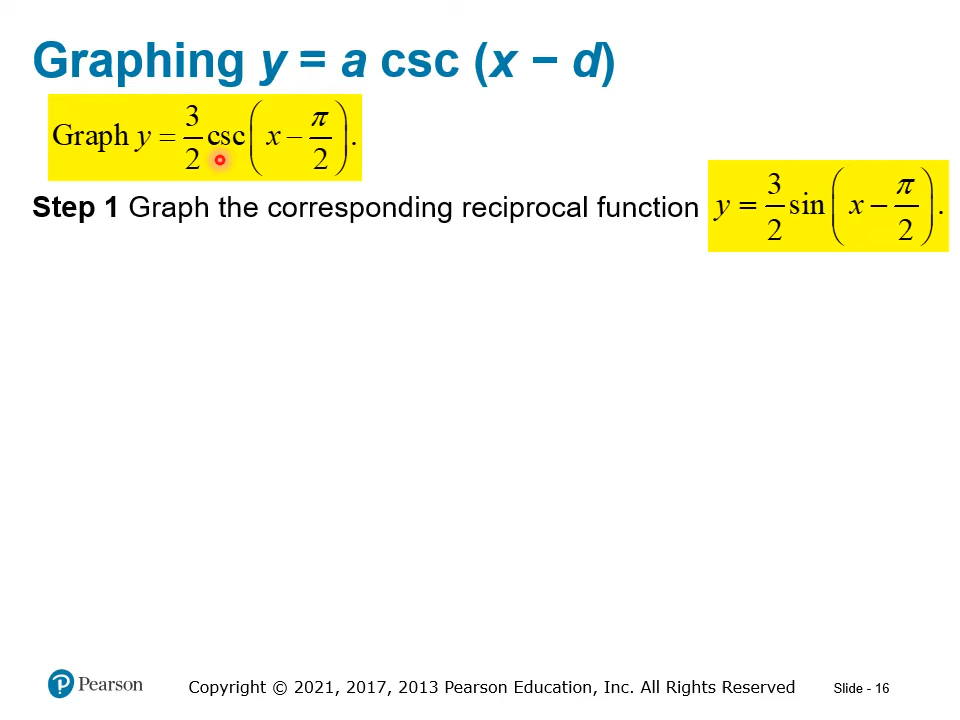 Graphing y = a csc (x − d)
Graph y = 3/2 csc(x − π/2).
Step 1 Graph the corresponding reciprocal function y = 3/2 sin(x − π/2).
Pearson
Copyright © 2021, 2017, 2013 Pearson Education, Inc. All Rights Reserved
Slide - 16